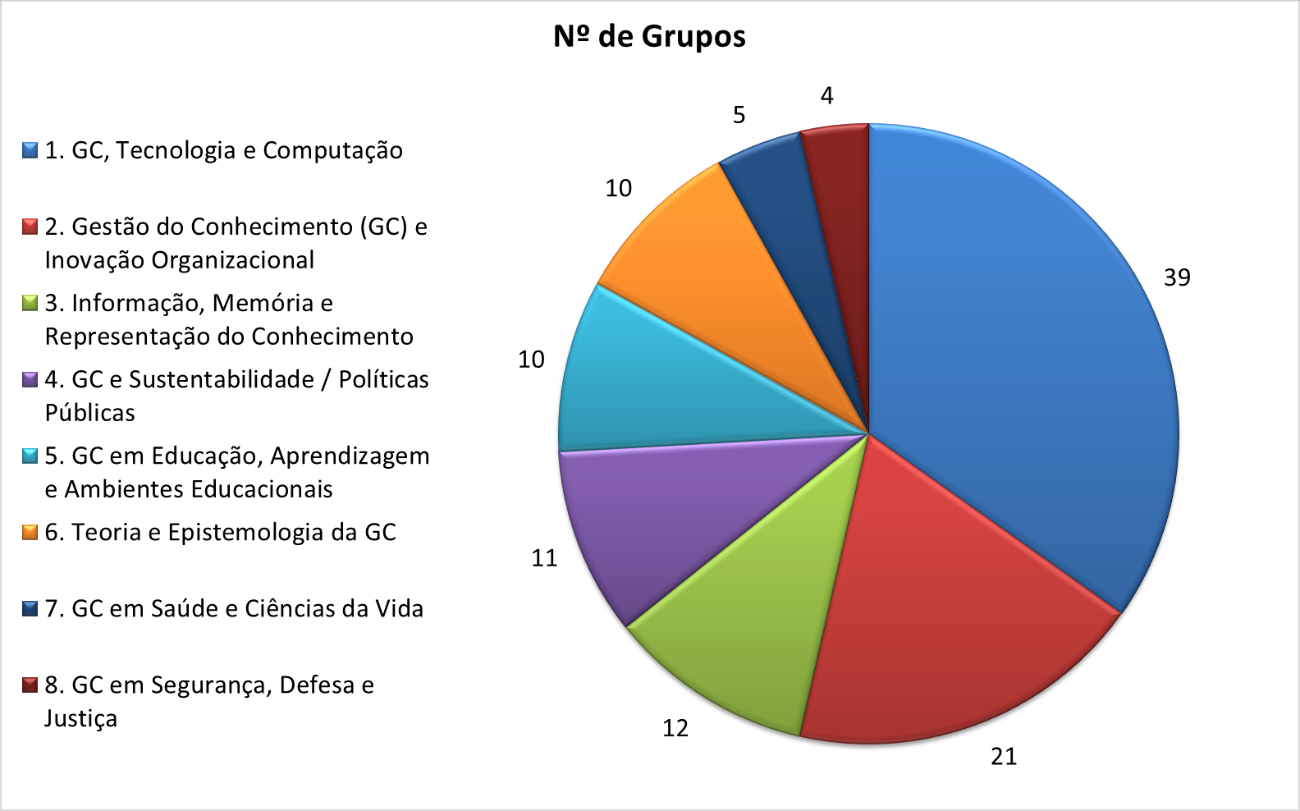 Nº de Grupos
1. GC, Tecnologia e Computação
2. Gestão do Conhecimento (GC) e
Inovação Organizacional
3. Informação, Memória e
Representação do Conhecimento
4. GC e Sustentabilidade / Políticas
Públicas
5. GC em Educação, Aprendizagem
e Ambientes Educacionais
6. Teoria e Epistemologia da GC
7. GC em Saúde e Ciências da Vida
8. GC em Segurança, Defesa e
Justiça
39
21
12
11
10
10
5
4